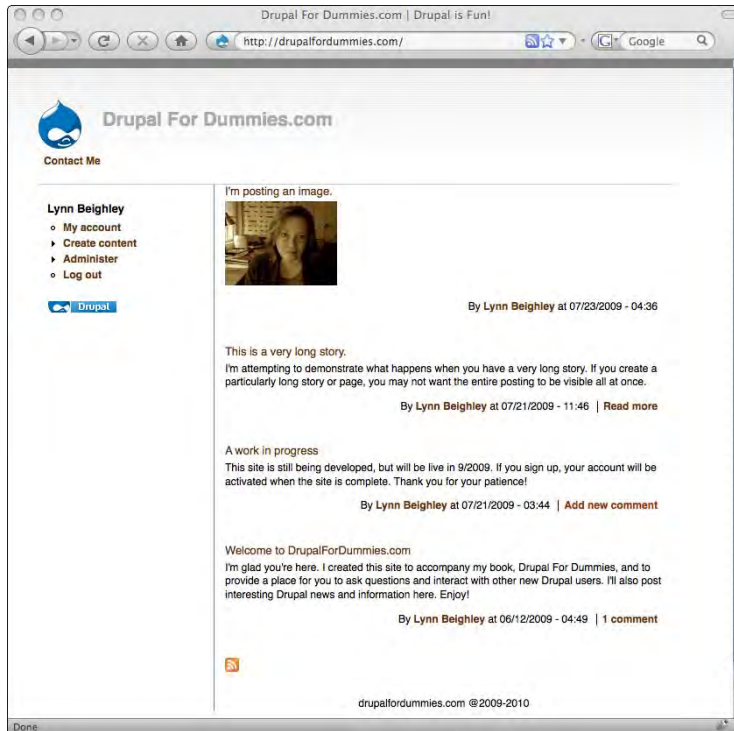 Drupal For Dummies.com | Drupal is Fun!
http://drupalfordummies.com/
Google
Drupal For Dummies.com
Contact Me
Lynn Beighley
My account
Create content
Administer
Log out
Drupal
I'm posting an image.
By Lynn Beighley at 07/23/2009 - 04:36
This is a very long story.
I'm attempting to demonstrate what happens when you have a very long story. If you create a
particularly long story or page, you may not want the entire posting to be visible all at once.
By Lynn Beighley at 07/21/2009 - 11:46 | Read more
A work in progress
This site is still being developed, but will be live in 9/2009. If you sign up, your account will be
activated when the site is complete. Thank you for your patience!
By Lynn Beighley at 07/21/2009 - 03:44 | Add new comment
Welcome to DrupalForDummies.com
I'm glad you're here. I created this site to accompany my book, Drupal For Dummies, and to
provide a place for you to ask questions and interact with other new Drupal users. I'll also post
interesting Drupal news and information here. Enjoy!
By Lynn Beighley at 06/12/2009 - 04:49 | 1 comment
drupalfordummies.com @2009-2010
Done